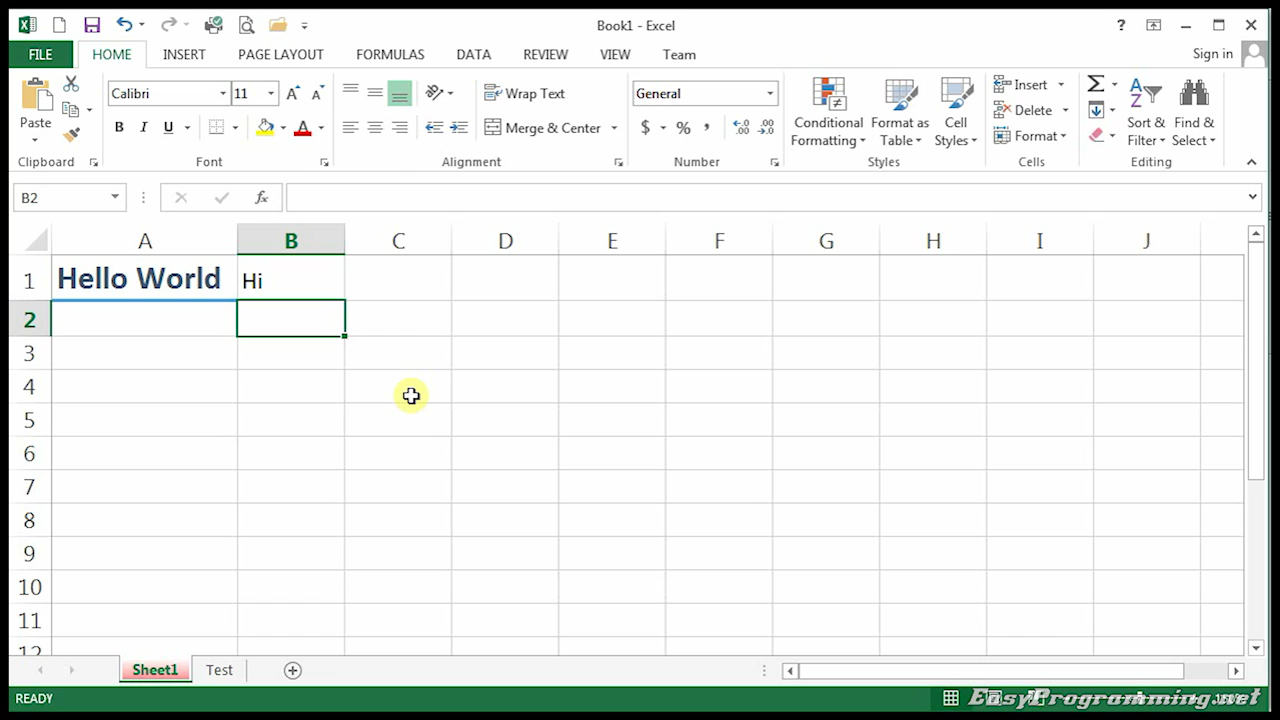 Book1 - Excel
?
FILE HOME INSERT PAGE LAYOUT FORMULAS DATA REVIEW VIEW Team Sign in
Calibri 11 A A Wrap Text General Insert
Paste B I U A Merge & Center $ % , Conditional Formatting Format as Table Cell Styles Delete Format Sort & Filter Find & Select
Clipboard Font Alignment Number Styles Cells Editing
B2 fx
A B C D E F G H I J
1 Hello World Hi
2
3
4
5
6
7
8
9
10
11
12
Sheet1 Test
READY
EasyProgramming.net